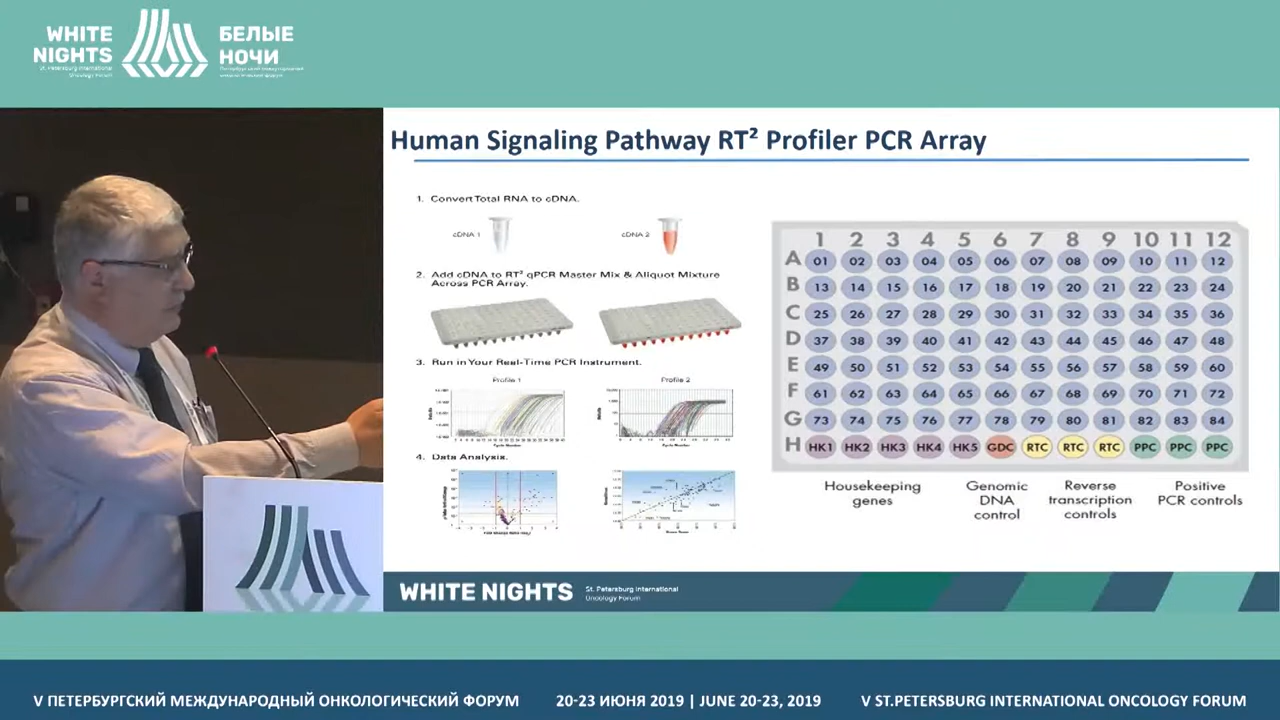 WHITE
NIGHTS
St. Petersburg International
Oncology Forum
БЕЛЫЕ
НОЧИ
Human Signaling Pathway RT² Profiler PCR Array
1. Convert Total RNA to cDNA.
cDNA 1
cDNA 2
2. Add cDNA to RT² qPCR Master Mix & Aliquot Mixture
Across PCR Array.
3. Run in Your Real-Time PCR Instrument.
Profile 1
Profile 2
Cycle Number
Cycle Number
4. Data Analysis.
1 2 3 4 5 6 7 8 9 10 11 12
A 01 02 03 04 05 06 07 08 09 10 11 12
B 13 14 15 16 17 18 19 20 21 22 23 24
C 25 26 27 28 29 30 31 32 33 34 35 36
D 37 38 39 40 41 42 43 44 45 46 47 48
E 49 50 51 52 53 54 55 56 57 58 59 60
F 61 62 63 64 65 66 67 68 69 70 71 72
G 73 74 75 76 77 78 79 80 81 82 83 84
H HK1 HK2 HK3 HK4 HK5 GDC RTC RTC RTC PPC PPC PPC
Housekeeping
genes
Genomic
DNA
control
Reverse
transcription
controls
Positive
PCR controls
WHITE NIGHTS
St. Petersburg International
Oncology Forum
V ПЕТЕРБУРГСКИЙ МЕЖДУНАРОДНЫЙ ОНКОЛОГИЧЕСКИЙ ФОРУМ
20-23 ИЮНЯ 2019 | JUNE 20-23, 2019
V ST.PETERSBURG INTERNATIONAL ONCOLOGY FORUM